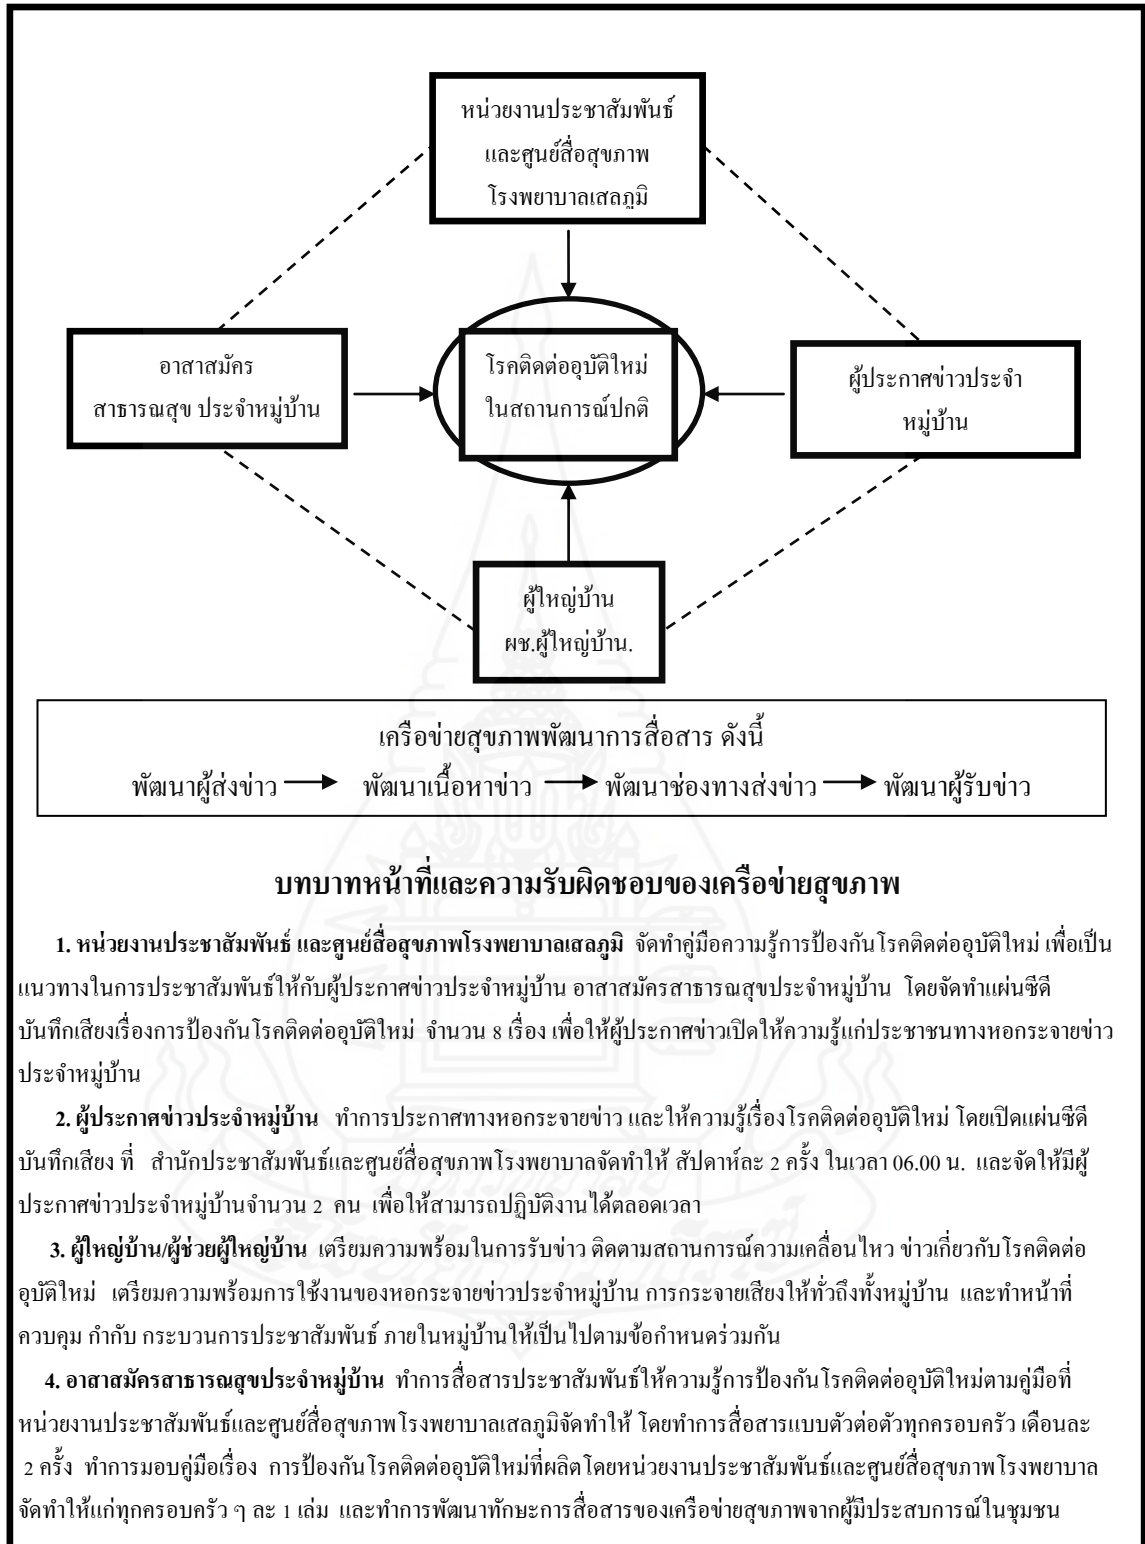 หน่วยงานประชาสัมพันธ์
และศูนย์สื่อสุขภาพ
โรงพยาบาลเสลภูมิ
อาสาสมัคร
สาธารณสุข ประจำหมู่บ้าน
โรคติดต่ออุบัติใหม่
ในสถานการณ์ปกติ
ผู้ประกาศข่าวประจำ
หมู่บ้าน
ผู้ใหญ่บ้าน
ผช.ผู้ใหญ่บ้าน.
เครือข่ายสุขภาพพัฒนาการสื่อสาร ดังนี้
พัฒนาผู้ส่งข่าว พัฒนาเนื้อหาข่าว พัฒนาช่องทางส่งข่าว พัฒนาผู้รับข่าว
บทบาทหน้าที่และความรับผิดชอบของเครือข่ายสุขภาพ
1. หน่วยงานประชาสัมพันธ์ และศูนย์สื่อสุขภาพโรงพยาบาลเสลภูมิ จัดทำคู่มือความรู้การป้องกันโรคติดต่ออุบัติใหม่ เพื่อเป็น
แนวทางในการประชาสัมพันธ์ให้กับผู้ประกาศข่าวประจำหมู่บ้าน อาสาสมัครสาธารณสุขประจำหมู่บ้าน โดยจัดทำแผ่นซีดี
บันทึกเสียงเรื่องการป้องกันโรคติดต่ออุบัติใหม่ จำนวน 8 เรื่อง เพื่อให้ผู้ประกาศข่าวเปิดให้ความรู้แก่ประชาชนทางหอกระจายข่าว
ประจำหมู่บ้าน
2. ผู้ประกาศข่าวประจำหมู่บ้าน ทำการประกาศทางหอกระจายข่าว และให้ความรู้เรื่องโรคติดต่ออุบัติใหม่ โดยเปิดแผ่นซีดี
บันทึกเสียง ที่ สำนักประชาสัมพันธ์และศูนย์สื่อสุขภาพโรงพยาบาลจัดทำให้ สัปดาห์ละ 2 ครั้ง ในเวลา 06.00 น. และจัดให้มีผู้
ประกาศข่าวประจำหมู่บ้านจำนวน 2 คน เพื่อให้สามารถปฏิบัติงานได้ตลอดเวลา
3. ผู้ใหญ่บ้าน/ผู้ช่วยผู้ใหญ่บ้าน เตรียมความพร้อมในการรับข่าว ติดตามสถานการณ์ความเคลื่อนไหว ข่าวเกี่ยวกับโรคติดต่อ
อุบัติใหม่ เตรียมความพร้อมการใช้งานของหอกระจายข่าวประจำหมู่บ้าน การกระจายเสียงให้ทั่วถึงทั้งหมู่บ้าน และทำหน้าที่
ควบคุม กำกับ กระบวนการประชาสัมพันธ์ ภายในหมู่บ้านให้เป็นไปตามข้อกำหนดร่วมกัน
4. อาสาสมัครสาธารณสุขประจำหมู่บ้าน ทำการสื่อสารประชาสัมพันธ์ให้ความรู้การป้องกันโรคติดต่ออุบัติใหม่ตามคู่มือที่
หน่วยงานประชาสัมพันธ์และศูนย์สื่อสุขภาพโรงพยาบาลเสลภูมิจัดทำให้ โดยทำการสื่อสารแบบตัวต่อตัวทุกครอบครัว เดือนละ
2 ครั้ง ทำการมอบคู่มือเรื่อง การป้องกันโรคติดต่ออุบัติใหม่ที่ผลิตโดยหน่วยงานประชาสัมพันธ์และศูนย์สื่อสุขภาพโรงพยาบาล
จัดทำให้แก่ทุกครอบครัว ๆ ละ 1 เล่ม และทำการพัฒนาทักษะการสื่อสารของเครือข่ายสุขภาพจากผู้มีประสบการณ์ในชุมชน